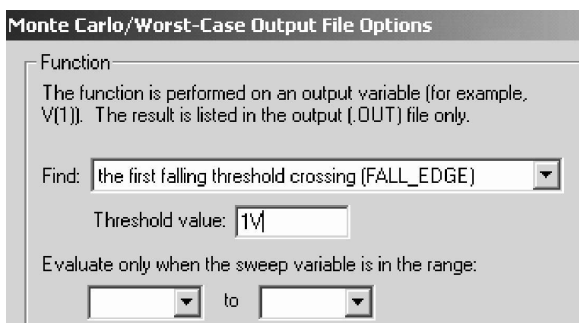 Monte Carlo/Worst-Case Output File Options
Function
The function is performed on an output variable (for example,
V(1)). The result is listed in the output (.OUT) file only.
Find: the first falling threshold crossing (FALL_EDGE)
Threshold value: 1V
Evaluate only when the sweep variable is in the range:
to